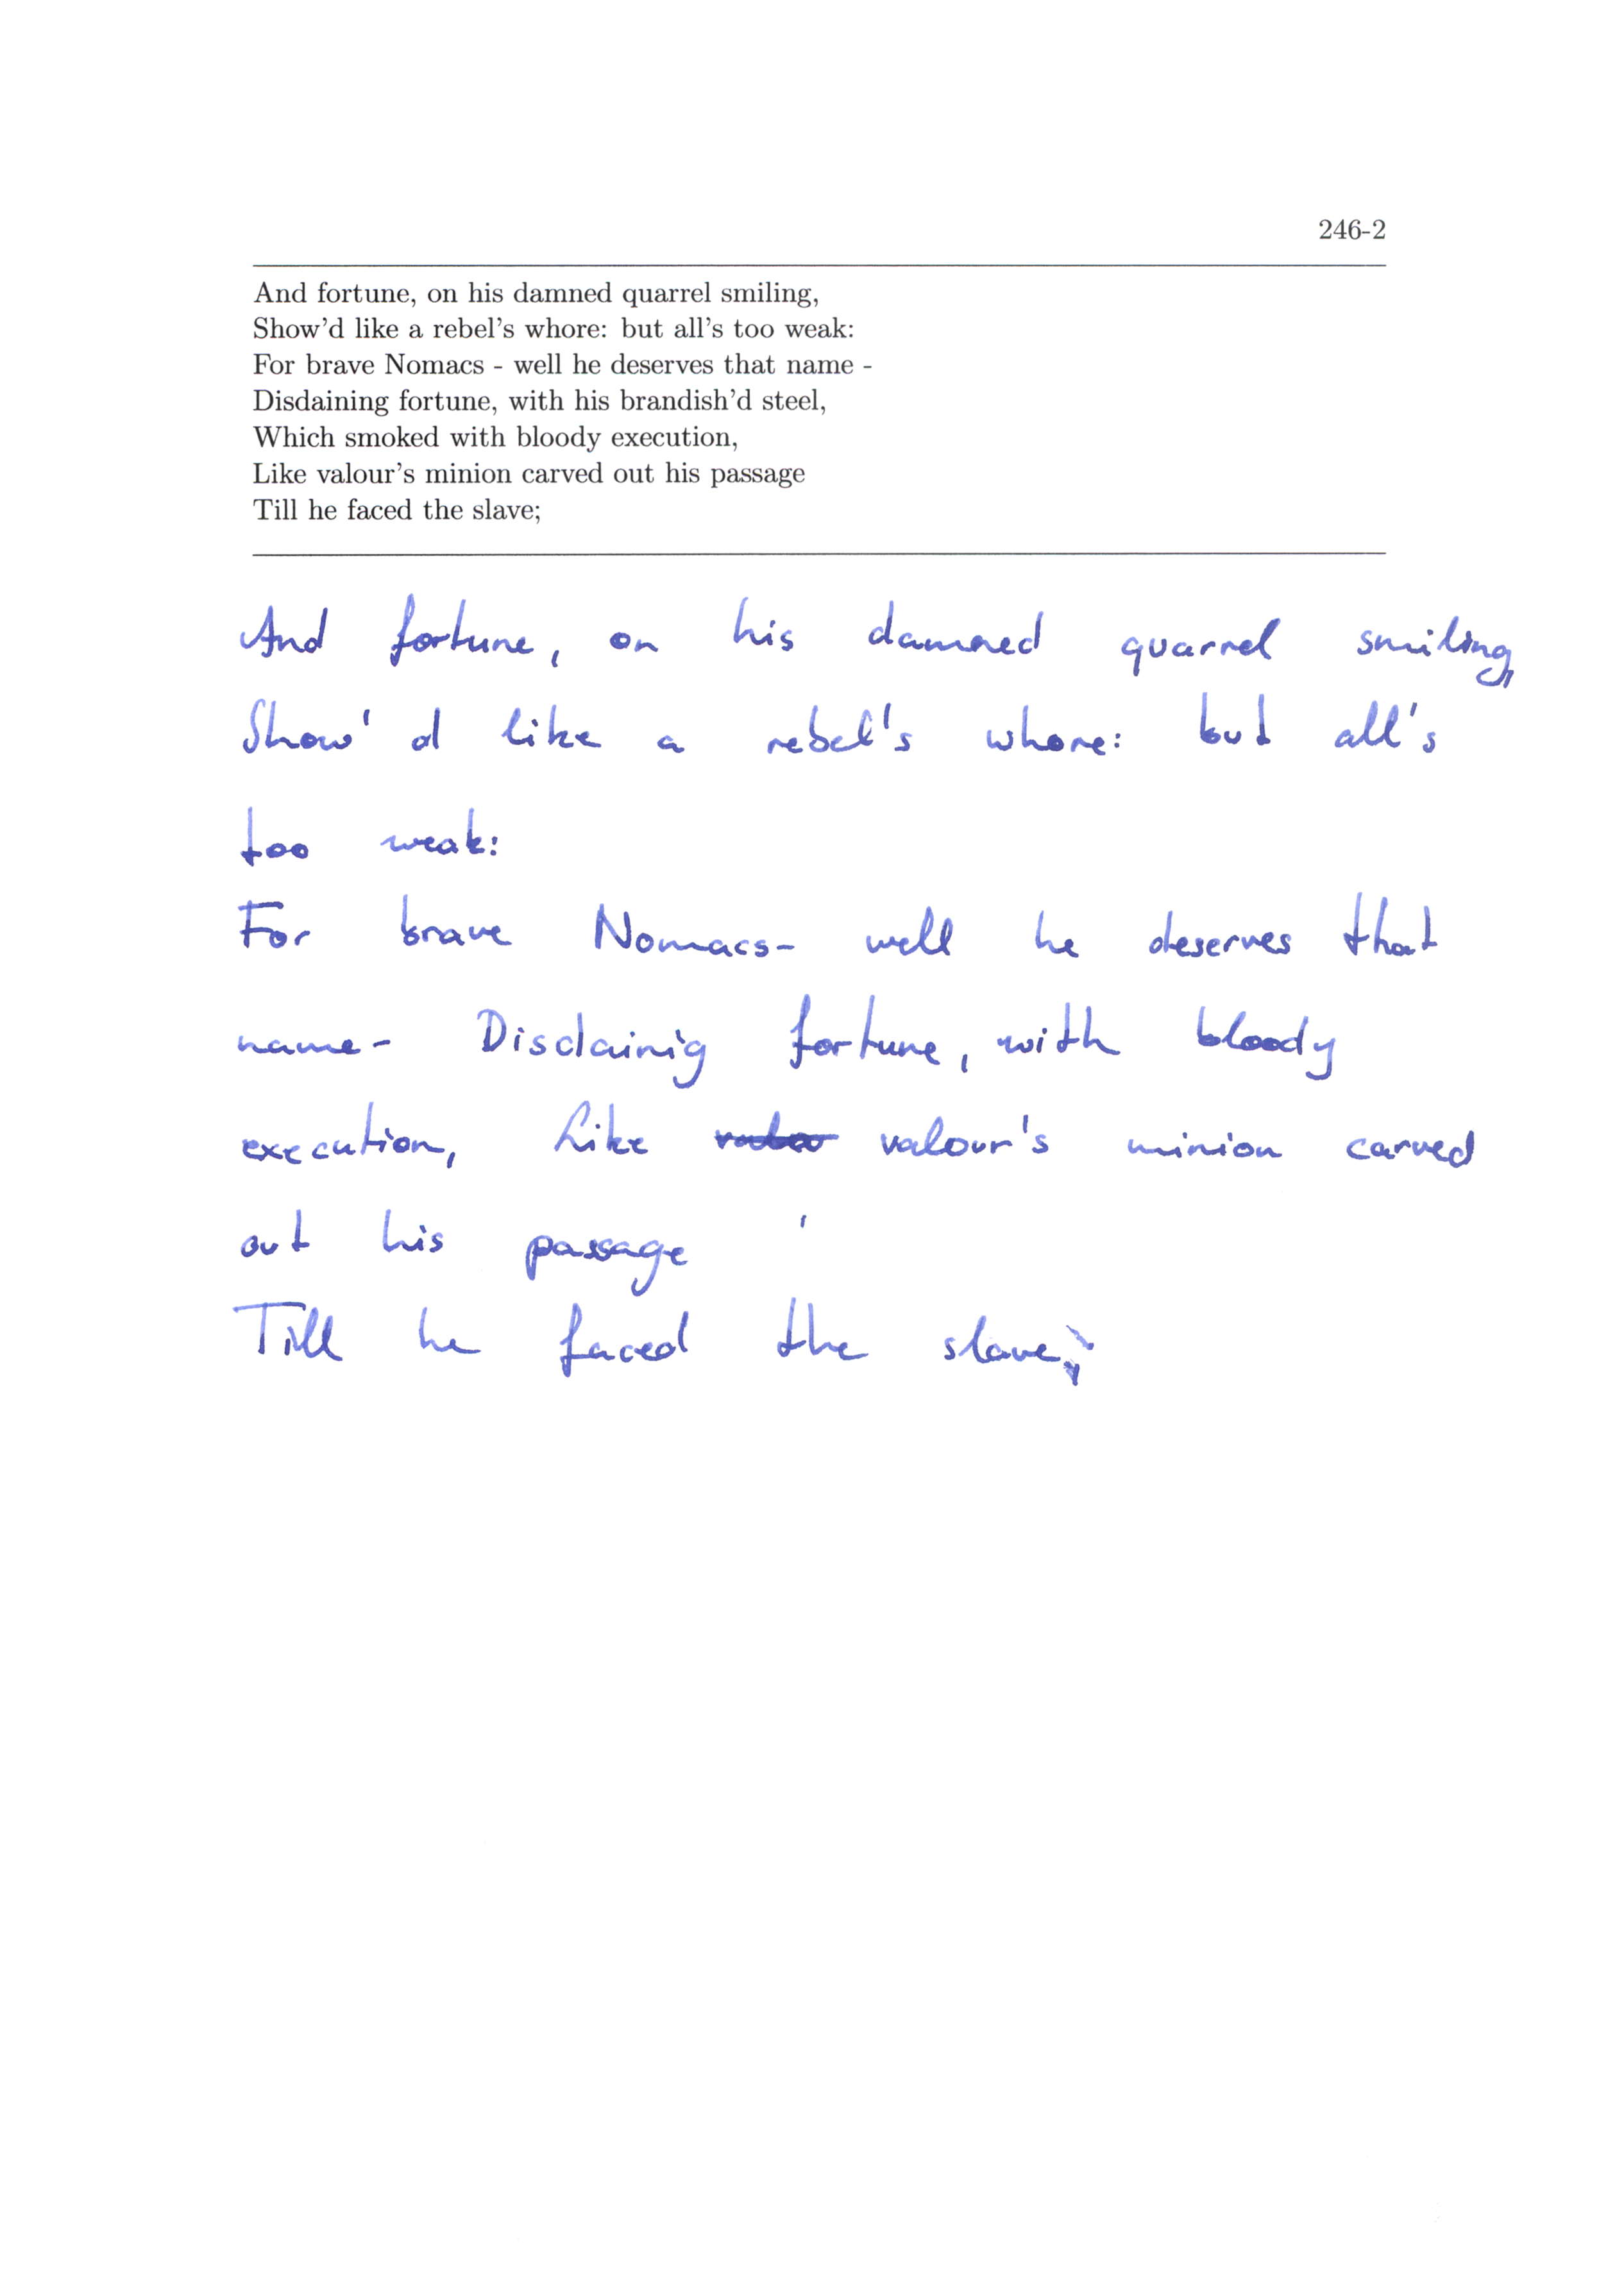 246-2
And fortune, on his damned quarrel smiling,
Show'd like a rebel's whore: but all's too weak:
For brave Nomacs - well he deserves that name -
Disdaining fortune, with his brandish'd steel,
Which smoked with bloody execution,
Like valour's minion carved out his passage
Till he faced the slave;
And fortune, on his damned quarrel smiling,
Show'd like a rebel's whore: but all's
too weak:
For brave Nomacs- well he deserves that
name- Disdainig fortune, with bloody
execution, Like valour's minion carved
out his passage
Till he faced the slave;